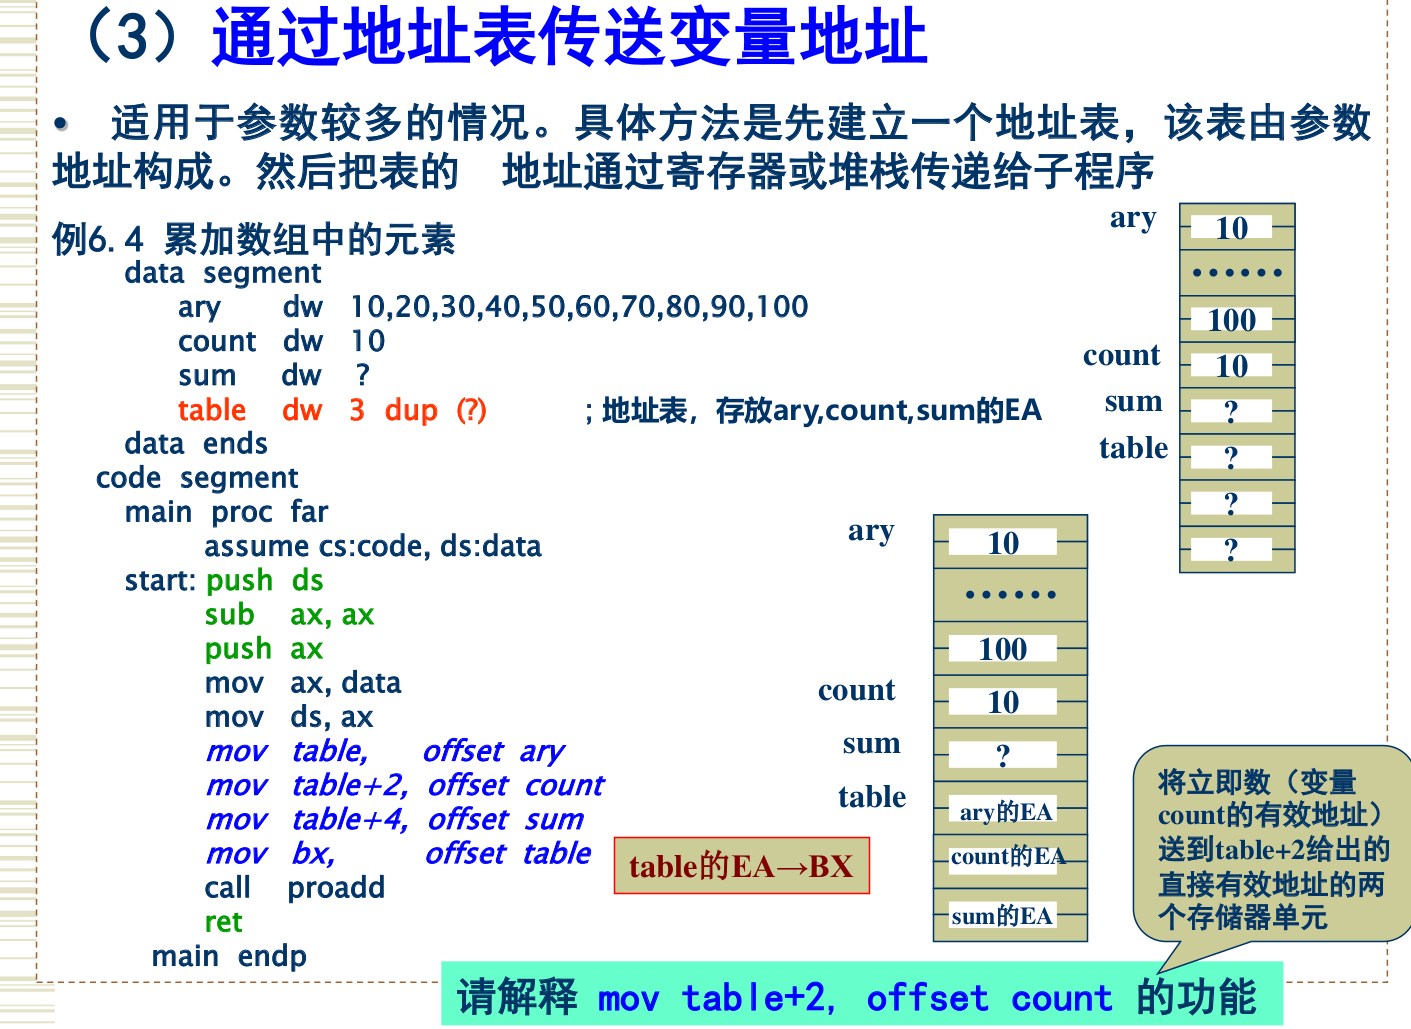 （3）通过地址表传送变量地址
• 适用于参数较多的情况。具体方法是先建立一个地址表，该表由参数
地址构成。然后把表的 地址通过寄存器或堆栈传递给子程序
例6.4 累加数组中的元素
data segment
ary dw 10,20,30,40,50,60,70,80,90,100
count dw 10
sum dw ?
table dw 3 dup (?) ; 地址表，存放ary,count,sum的EA
data ends
code segment
main proc far
assume cs:code, ds:data
start: push ds
sub ax, ax
push ax
mov ax, data
mov ds, ax
mov table, offset ary
mov table+2, offset count
mov table+4, offset sum
mov bx, offset table
call proadd
ret
main endp
table的EA→BX
ary 10
……
100
count 10
sum ?
table ?
?
?
ary 10
……
100
count 10
sum ?
table ary的EA
count的EA
sum的EA
将立即数（变量
count的有效地址）
送到table+2给出的
直接有效地址的两
个存储器单元
请解释 mov table+2, offset count 的功能